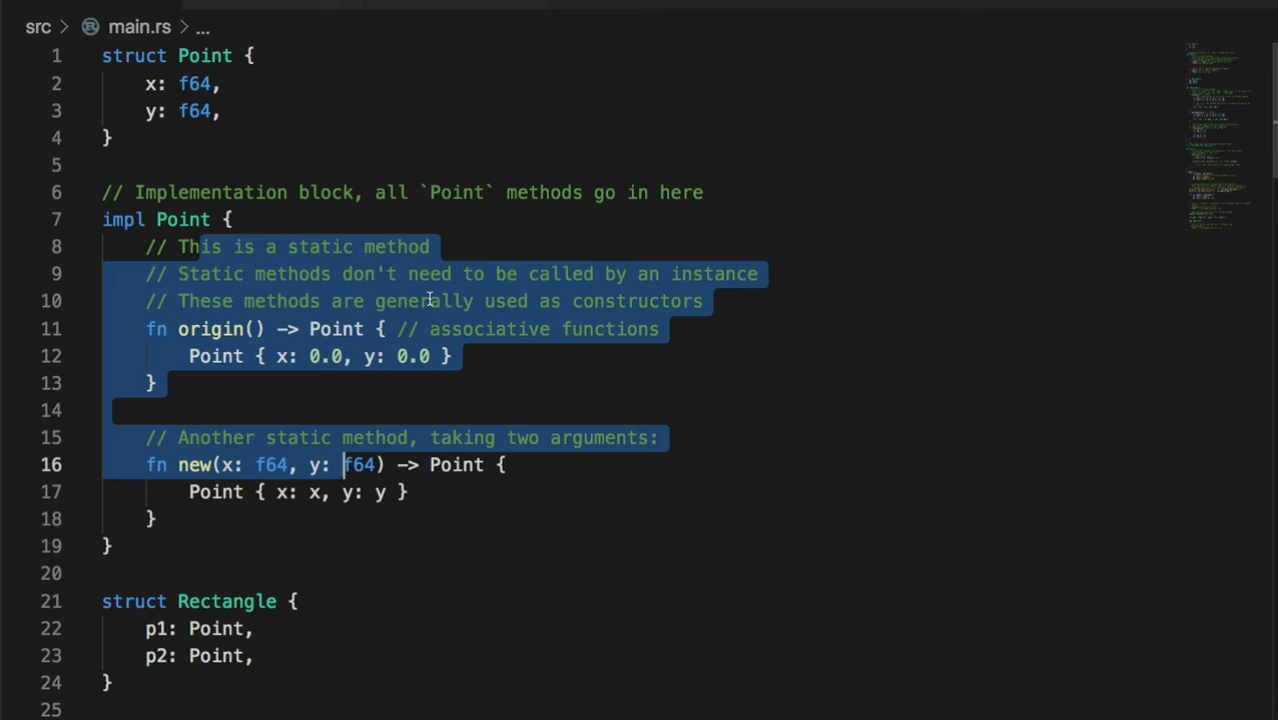 src > main.rs > ...
1 struct Point {
2 x: f64,
3 y: f64,
4 }
5
6 // Implementation block, all `Point` methods go in here
7 impl Point {
8 // This is a static method
9 // Static methods don't need to be called by an instance
10 // These methods are generally used as constructors
11 fn origin() -> Point { // associative functions
12 Point { x: 0.0, y: 0.0 }
13 }
14
15 // Another static method, taking two arguments:
16 fn new(x: f64, y: f64) -> Point {
17 Point { x: x, y: y }
18 }
19 }
20
21 struct Rectangle {
22 p1: Point,
23 p2: Point,
24 }
25